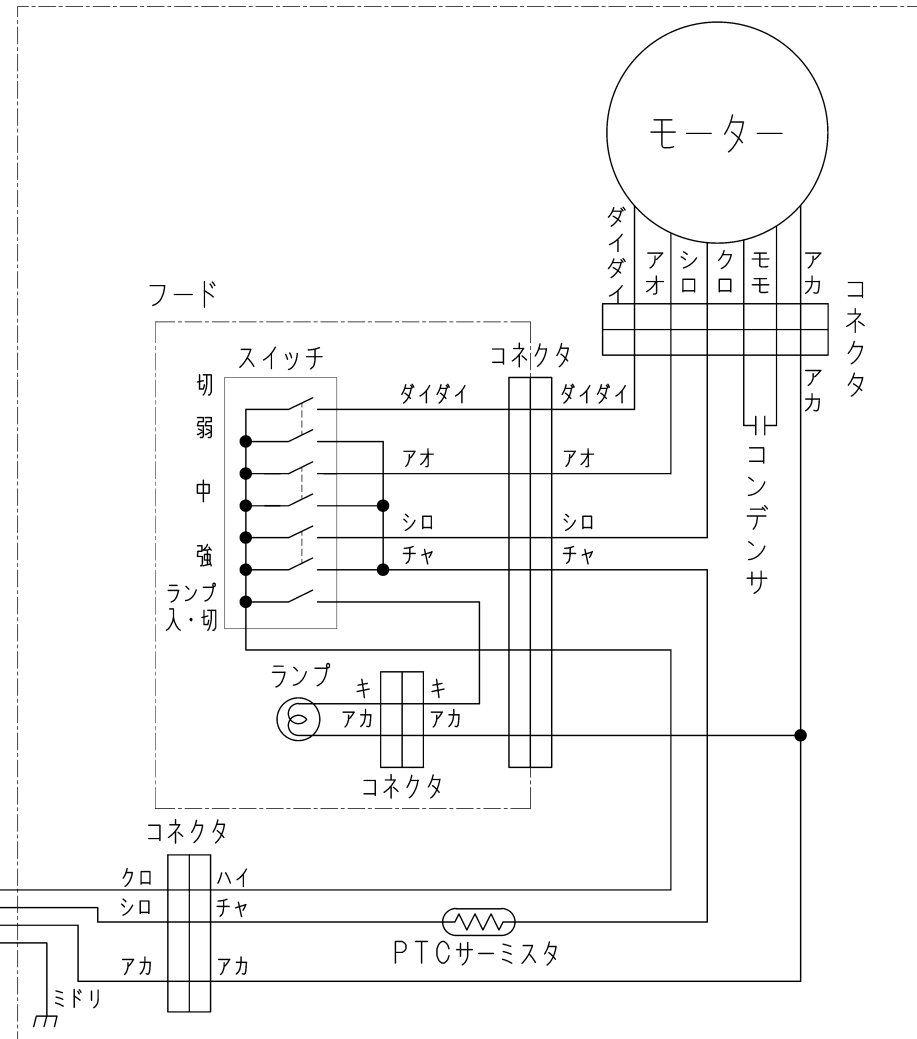 モーター
ダイダイ
アオ
シロ
クロ
モモ
アカ
コネクタ
フード
スイッチ
コネクタ
切
弱
中
強
ランプ
入・切
ダイダイ
ダイダイ
アオ
アオ
シロ
シロ
チャ
チャ
アカ
コンデンサ
ランプ
キ
キ
アカ
アカ
コネクタ
コネクタ
クロ
ハイ
シロ
チャ
PTCサーミスタ
アカ
アカ
ミドリ